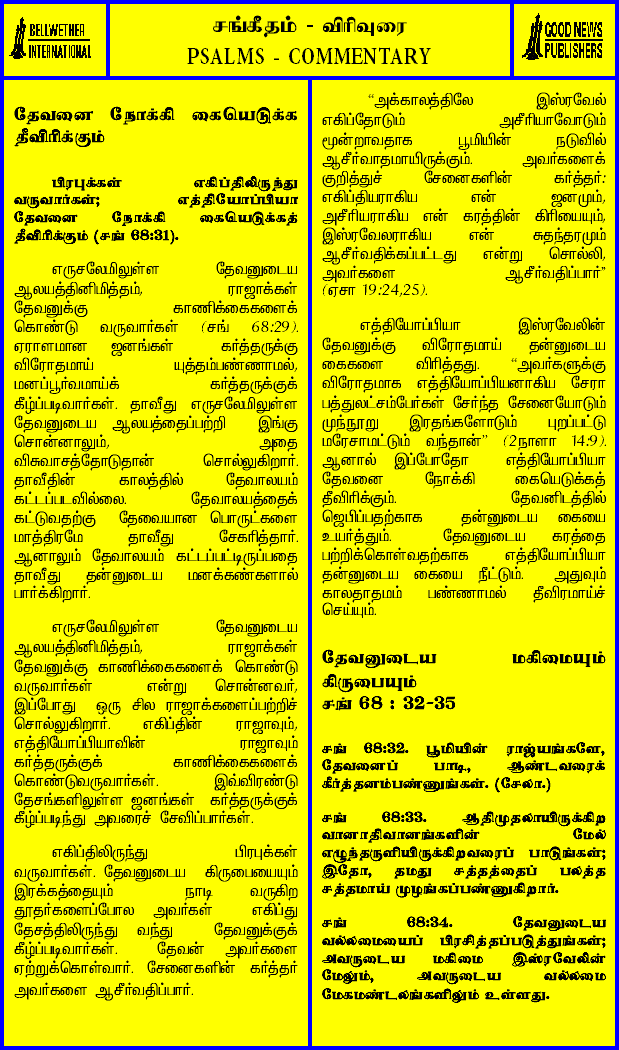 BELLWETHER
INTERNATIONAL
சங்கீதம் - விரிவுரை
PSALMS - COMMENTARY
GOOD NEWS
PUBLISHERS
தேவனை நோக்கி கையெடுக்க
தீவிரிக்கும்
பிரபுக்கள் எகிப்திலிருந்து
வருவார்கள்; எத்தியோப்பியா
தேவனை நோக்கி கையெடுக்கத்
தீவிரிக்கும் (சங் 68:31).
எருசலேமிலுள்ள தேவனுடைய
ஆலயத்தினிமித்தம், ராஜாக்கள்
தேவனுக்கு காணிக்கைகளைக்
கொண்டு வருவார்கள் (சங் 68:29).
ஏராளமான ஜனங்கள் கர்த்தருக்கு
விரோதமாய் யுத்தம்பண்ணாமல்,
மனப்பூர்வமாய்க் கர்த்தருக்குக்
கீழ்ப்படிவார்கள். தாவீது எருசலேமிலுள்ள
தேவனுடைய ஆலயத்தைப்பற்றி இங்கு
சொன்னாலும், அதை
விசுவாசத்தோடுதான் சொல்லுகிறார்.
தாவீதின் காலத்தில் தேவாலயம்
கட்டப்படவில்லை. தேவாலயத்தைக்
கட்டுவதற்கு தேவையான பொருட்களை
மாத்திரமே தாவீது சேகரித்தார்.
ஆனாலும் தேவாலயம் கட்டப்பட்டிருப்பதை
தாவீது தன்னுடைய மனக்கண்களால்
பார்க்கிறார்.
எருசலேமிலுள்ள தேவனுடைய
ஆலயத்தினிமித்தம், ராஜாக்கள்
தேவனுக்கு காணிக்கைகளைக் கொண்டு
வருவார்கள் என்று சொன்னவர்,
இப்போது ஒரு சில ராஜாக்களைப்பற்றிச்
சொல்லுகிறார். எகிப்தின் ராஜாவும்,
எத்தியோப்பியாவின் ராஜாவும்
கர்த்தருக்குக் காணிக்கைகளைக்
கொண்டுவருவார்கள். இவ்விரண்டு
தேசங்களிலுள்ள ஜனங்கள் கர்த்தருக்குக்
கீழ்ப்படிந்து அவரைச் சேவிப்பார்கள்.
எகிப்திலிருந்து பிரபுக்கள்
வருவார்கள். தேவனுடைய கிருபையையும்
இரக்கத்தையும் நாடி வருகிற
தூதர்களைப்போல அவர்கள் எகிப்து
தேசத்திலிருந்து வந்து தேவனுக்குக்
கீழ்ப்படிவார்கள். தேவன் அவர்களை
ஏற்றுக்கொள்வார். சேனைகளின் கர்த்தர்
அவர்களை ஆசீர்வதிப்பார்.
“அக்காலத்திலே இஸ்ரவேல்
எகிப்தோடும் அசீரியாவோடும்
மூன்றாவதாக பூமியின் நடுவில்
ஆசீர்வாதமாயிருக்கும். அவர்களைக்
குறித்துச் சேனைகளின் கர்த்தர்:
எகிப்தியராகிய என் ஜனமும்,
அசீரியராகிய என் கரத்தின் கிரியையும்,
இஸ்ரவேலராகிய என் சுதந்தரமும்
ஆசீர்வதிக்கப்பட்டது என்று சொல்லி,
அவர்களை ஆசீர்வதிப்பார்”
(ஏசா 19:24,25).
எத்தியோப்பியா இஸ்ரவேலின்
தேவனுக்கு விரோதமாய் தன்னுடைய
கைகளை விரித்தது. “அவர்களுக்கு
விரோதமாக எத்தியோப்பியனாகிய சேரா
பத்துலட்சம்பேர்கள் சேர்ந்த சேனையோடும்
முந்நூறு இரதங்களோடும் புறப்பட்டு
மரேசாமட்டும் வந்தான்” (2நாளா 14:9).
ஆனால் இப்போதோ எத்தியோப்பியா
தேவனை நோக்கி கையெடுக்கத்
தீவிரிக்கும். தேவனிடத்தில்
ஜெபிப்பதற்காக தன்னுடைய கையை
உயர்த்தும். தேவனுடைய கரத்தை
பற்றிக்கொள்வதற்காக எத்தியோப்பியா
தன்னுடைய கையை நீட்டும். அதுவும்
காலதாதமம் பண்ணாமல் தீவிரமாய்ச்
செய்யும்.
தேவனுடைய மகிமையும்
கிருபையும்
சங் 68 : 32-35
சங் 68:32. பூமியின் ராஜ்யங்களே,
தேவனைப் பாடி, ஆண்டவரைக்
கீர்த்தனம்பண்ணுங்கள். (சேலா.)
சங் 68:33. ஆதிமுதலாயிருக்கிற
வானாதிவானங்களின் மேல்
எழுந்தருளியிருக்கிறவரைப் பாடுங்கள்;
இதோ, தமது சத்தத்தைப் பலத்த
சத்தமாய் முழங்கப்பண்ணுகிறார்.
சங் 68:34. தேவனுடைய
வல்லமையைப் பிரசித்தப்படுத்துங்கள்;
அவருடைய மகிமை இஸ்ரவேலின்
மேலும், அவருடைய வல்லமை
மேகமண்டலங்களிலும் உள்ளது.